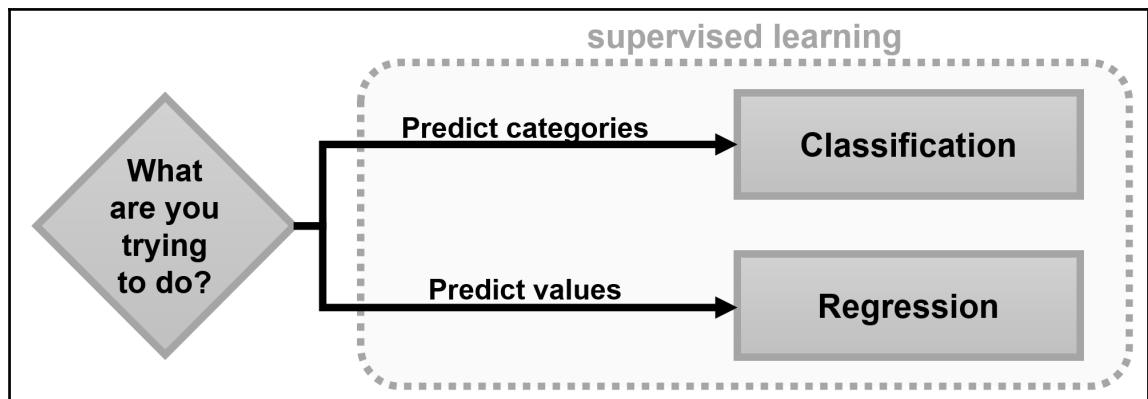 supervised learning
What
are you
trying
to do?
Predict categories
Classification
Predict values
Regression